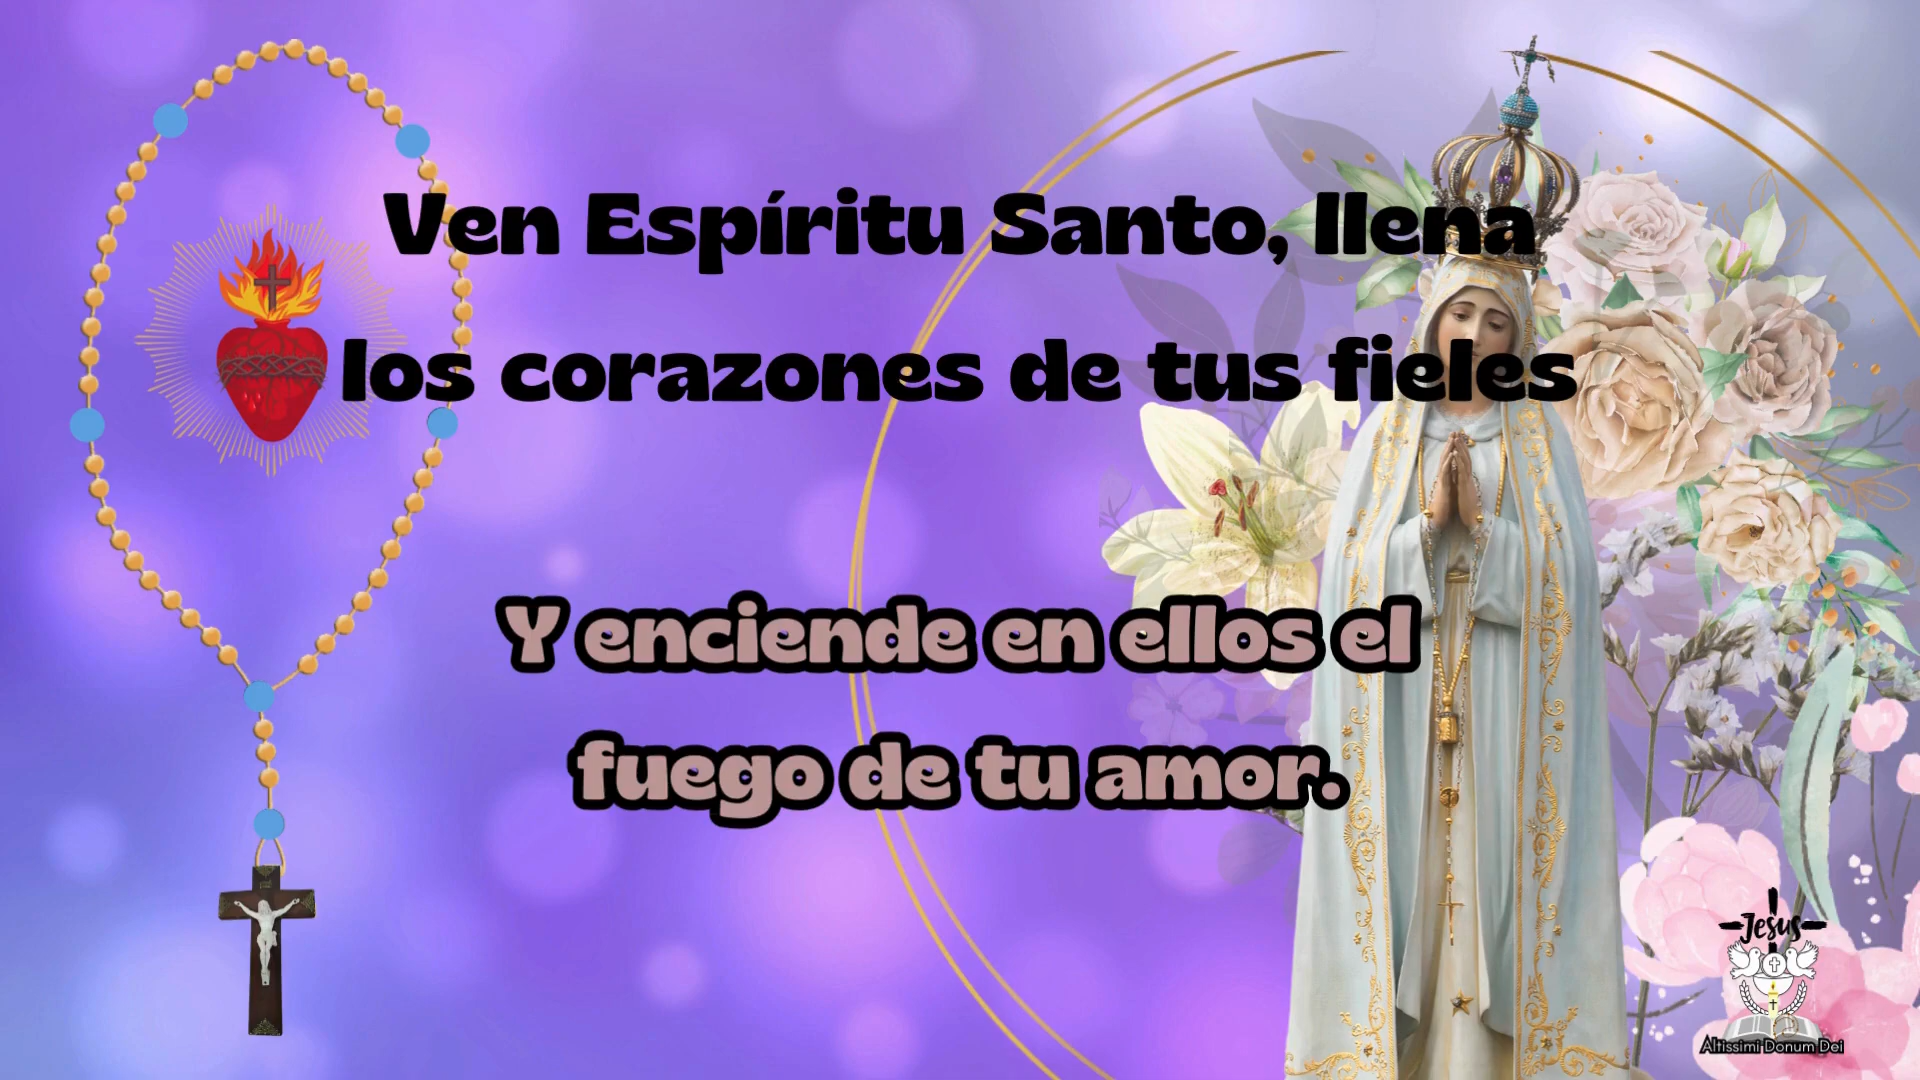 Ven Espíritu Santo, llena
los corazones de tus fieles
Y enciende en ellos el
fuego de tu amor.
Jesus
Altissimi Donum Dei